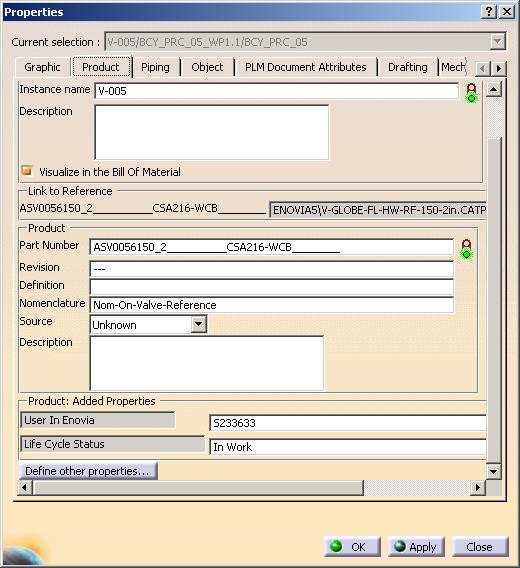 Properties
Current selection : V-005/BCY_PRC_05_WP1.1/BCY_PRC_05
Graphic Product Piping Object PLM Document Attributes Drafting Mech
Instance name V-005
Description
Visualize in the Bill Of Material
Link to Reference
ASV0056150_2__________CSA216-WCB________ ENOVIA5\V-GLOBE-FL-HW-RF-150-2in.CATP
Product
Part Number ASV0056150_2__________CSA216-WCB________
Revision ---
Definition
Nomenclature Nom-On-Valve-Reference
Source Unknown
Description
Product: Added Properties
User In Enovia S233633
Life Cycle Status In Work
Define other properties...
OK Apply Close